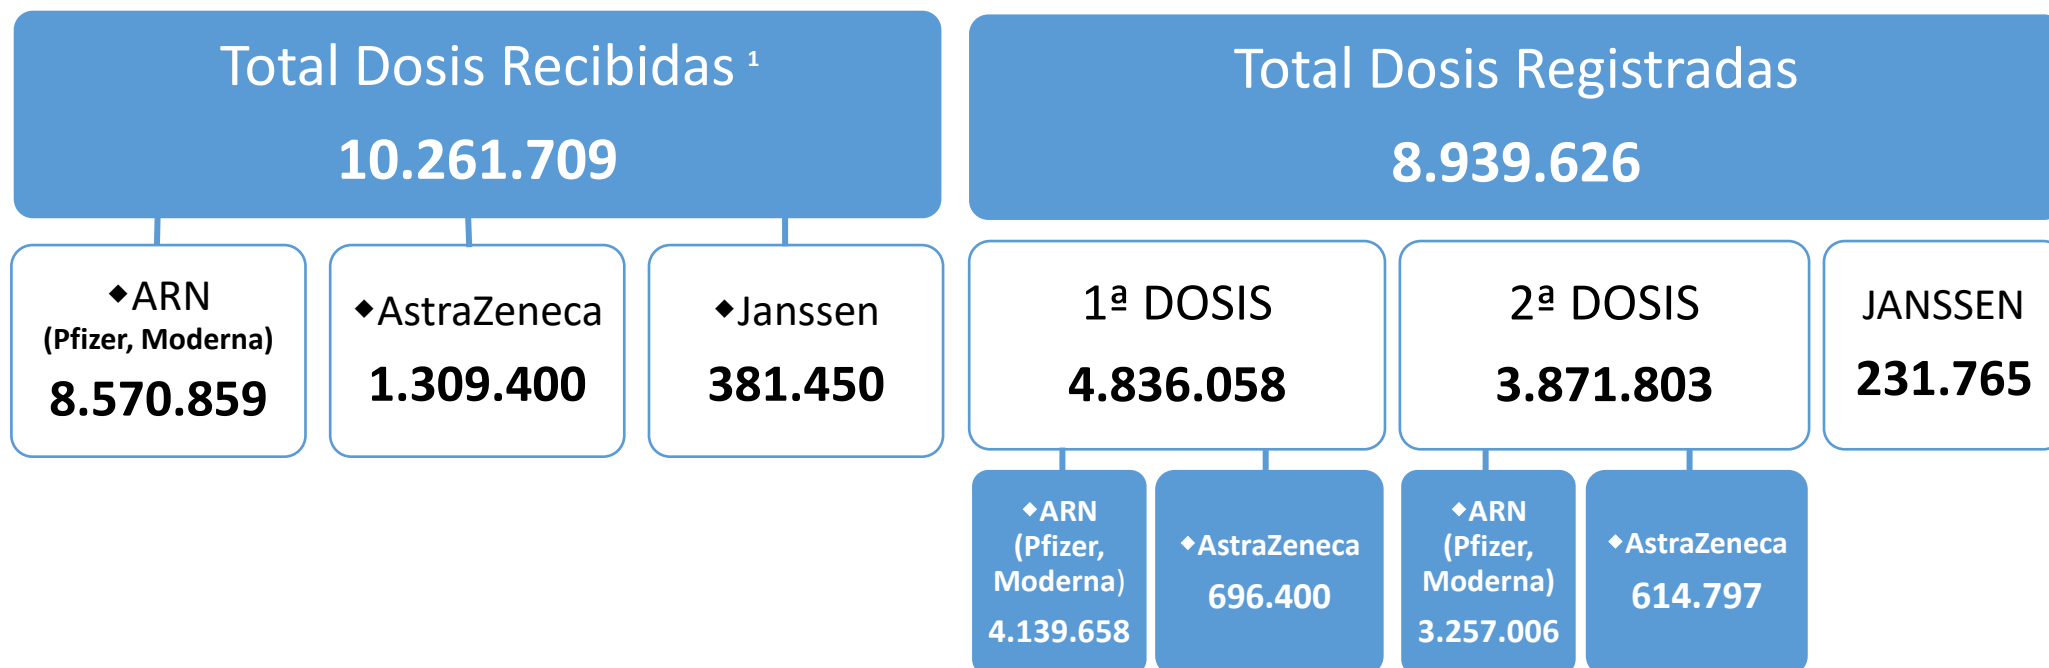 Total Dosis Recibidas ¹
10.261.709
◆ARN
(Pfizer, Moderna)
8.570.859
◆AstraZeneca
1.309.400
◆Janssen
381.450
Total Dosis Registradas
8.939.626
1ª DOSIS
4.836.058
◆ARN
(Pfizer,
Moderna)
4.139.658
◆AstraZeneca
696.400
2ª DOSIS
3.871.803
◆ARN
(Pfizer,
Moderna)
3.257.006
◆AstraZeneca
614.797
JANSSEN
231.765